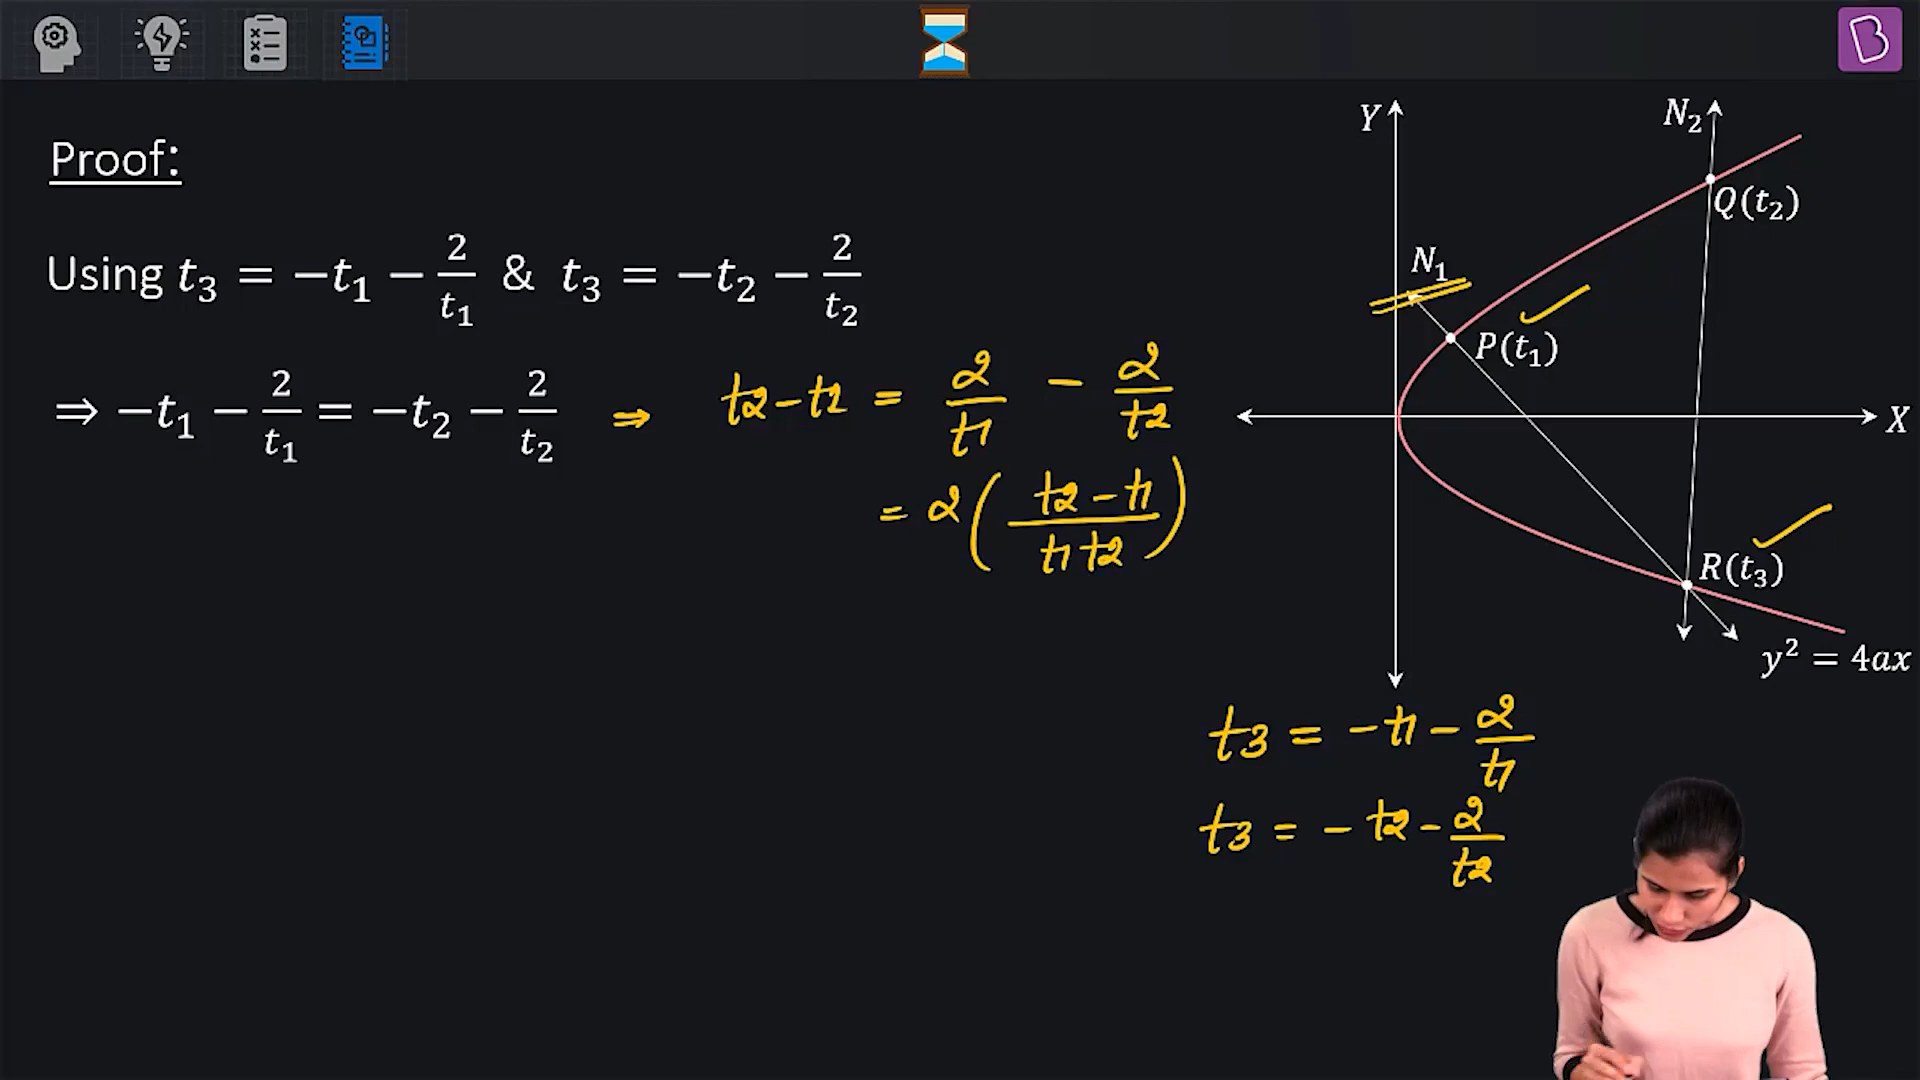 Proof:
Using t₃ = −t₁ − 2/t₁ & t₃ = −t₂ − 2/t₂
⇒ −t₁ − 2/t₁ = −t₂ − 2/t₂ ⇒ t2 − t2 = 2/t1 − 2/t2
= 2 ( (t2 − t1)/(t1 t2) )
Y
N₂
Q(t₂)
N₁
P(t₁)
X
R(t₃)
y² = 4ax
t3 = −t1 − 2/t1
t3 = −t2 − 2/t2